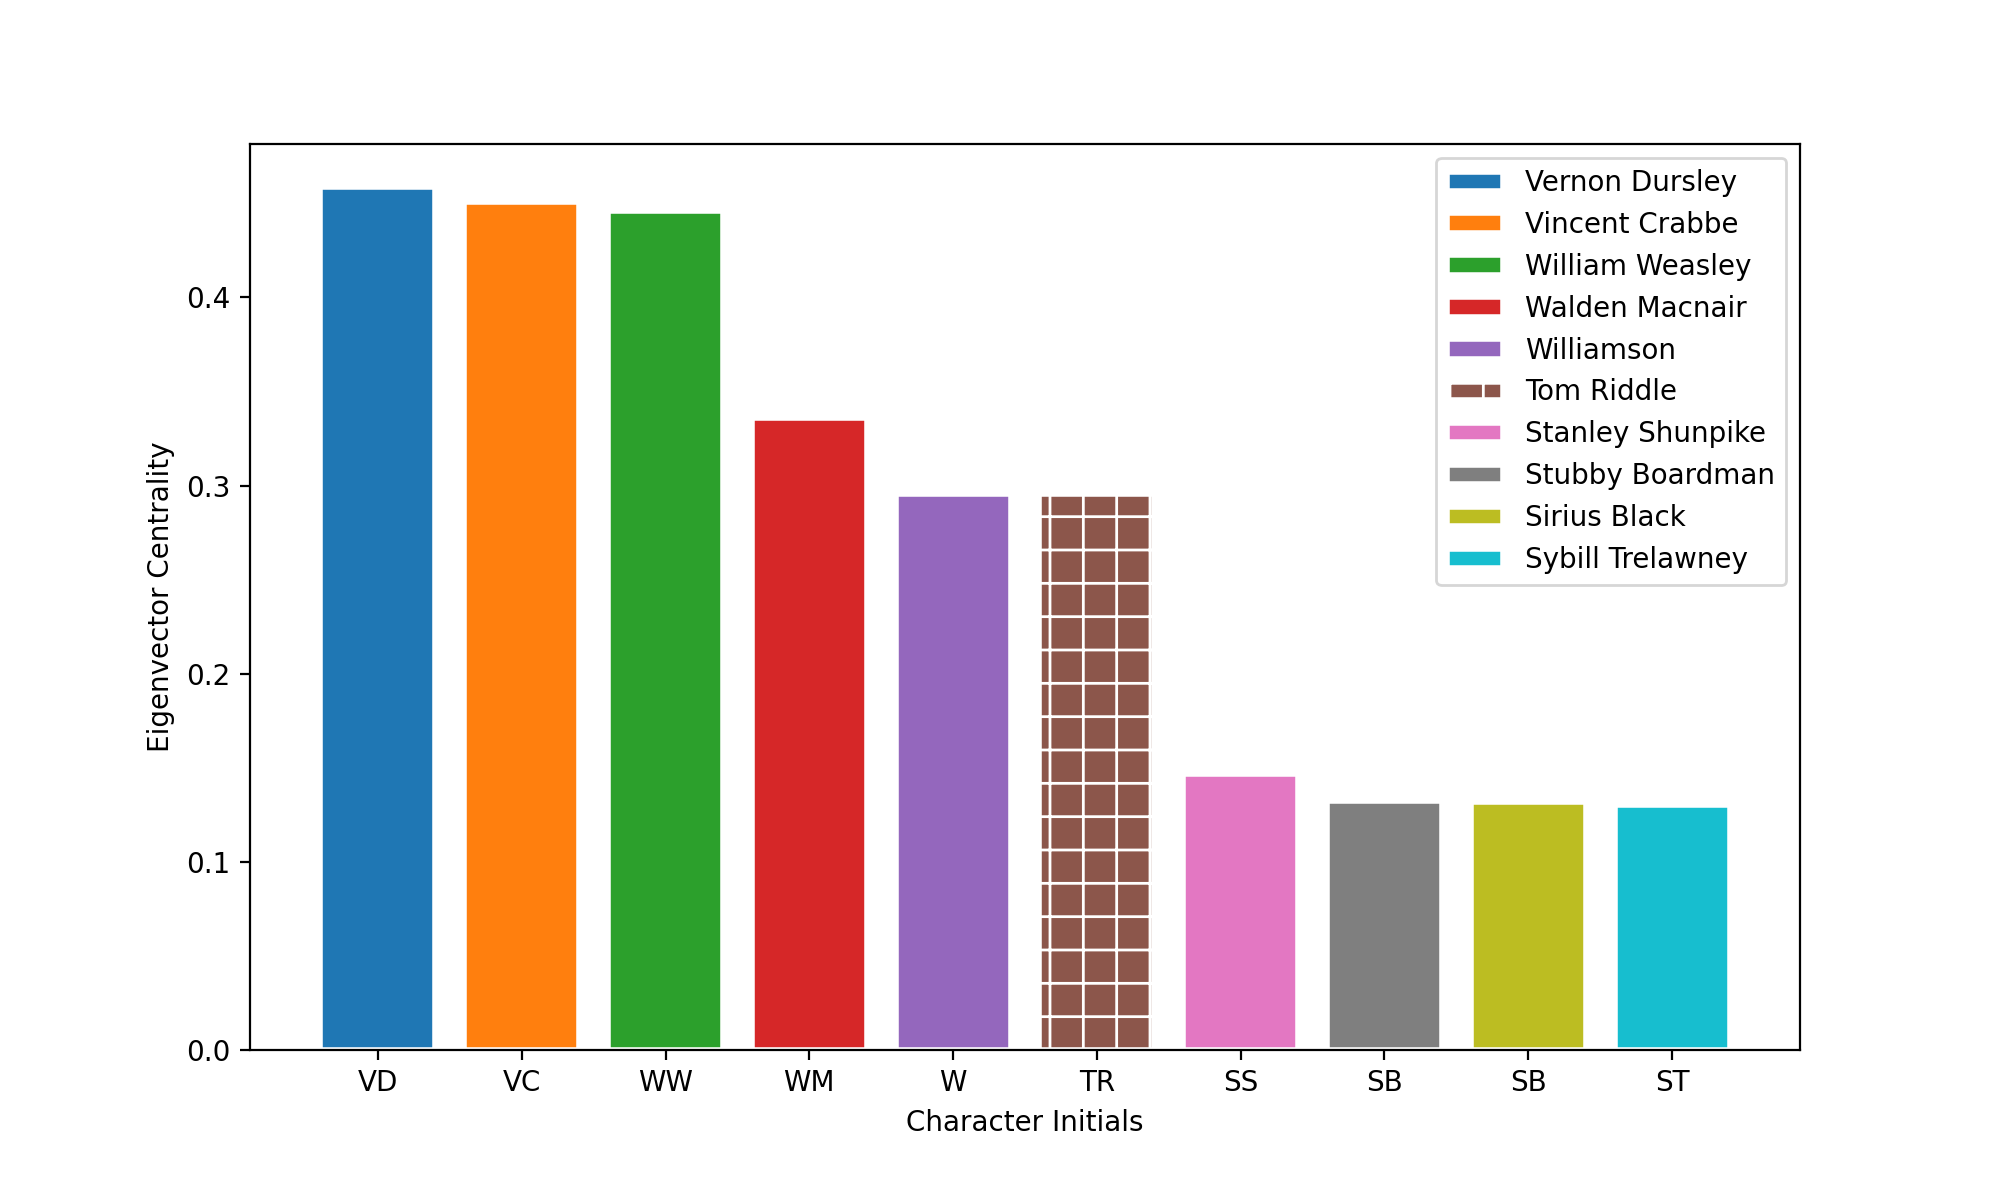 Eigenvector Centrality
0.4
0.3
0.2
0.1
0.0
VD VC WW WM W TR SS SB SB ST
Character Initials
Vernon Dursley
Vincent Crabbe
William Weasley
Walden Macnair
Williamson
Tom Riddle
Stanley Shunpike
Stubby Boardman
Sirius Black
Sybill Trelawney